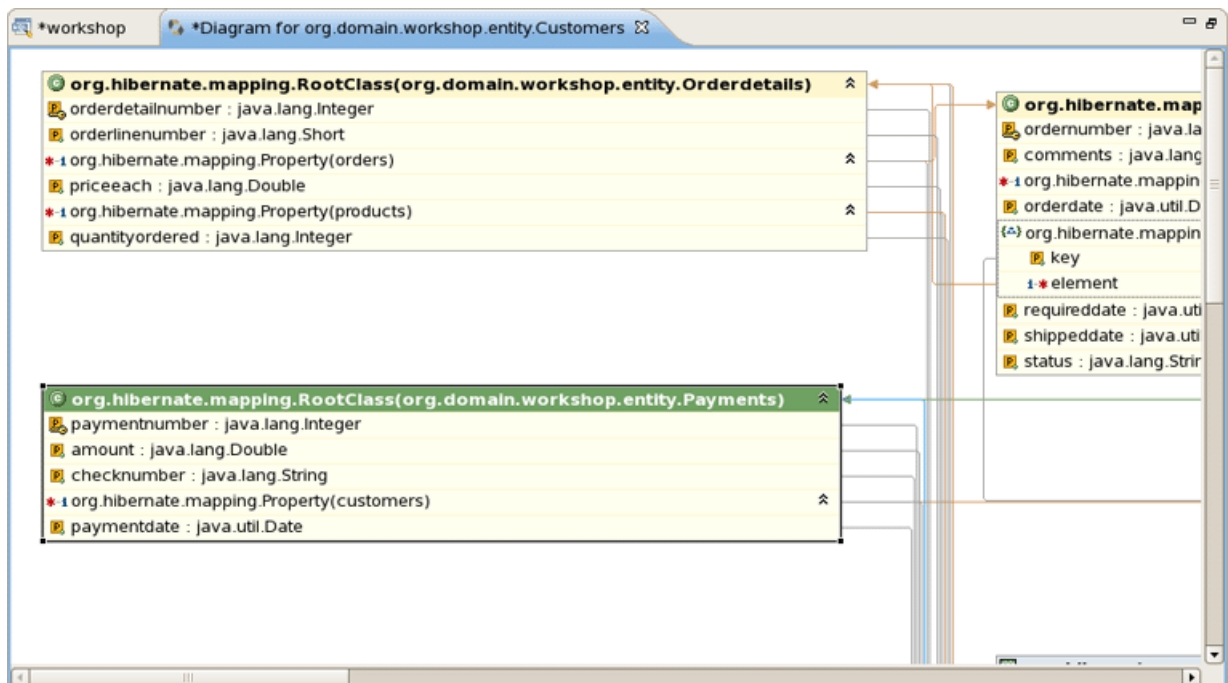 *workshop
*Diagram for org.domain.workshop.entity.Customers
org.hibernate.mapping.RootClass(org.domain.workshop.entity.Orderdetails)
orderdetailnumber : java.lang.Integer
orderlinenumber : java.lang.Short
org.hibernate.mapping.Property(orders)
priceeach : java.lang.Double
org.hibernate.mapping.Property(products)
quantityordered : java.lang.Integer
org.hibernate.map
ordernumber : java.la
comments : java.lang
org.hibernate.mappin
orderdate : java.util.D
org.hibernate.mappin
key
element
requireddate : java.uti
shippeddate : java.uti
status : java.lang.Strin
org.hibernate.mapping.RootClass(org.domain.workshop.entity.Payments)
paymentnumber : java.lang.Integer
amount : java.lang.Double
checknumber : java.lang.String
org.hibernate.mapping.Property(customers)
paymentdate : java.util.Date